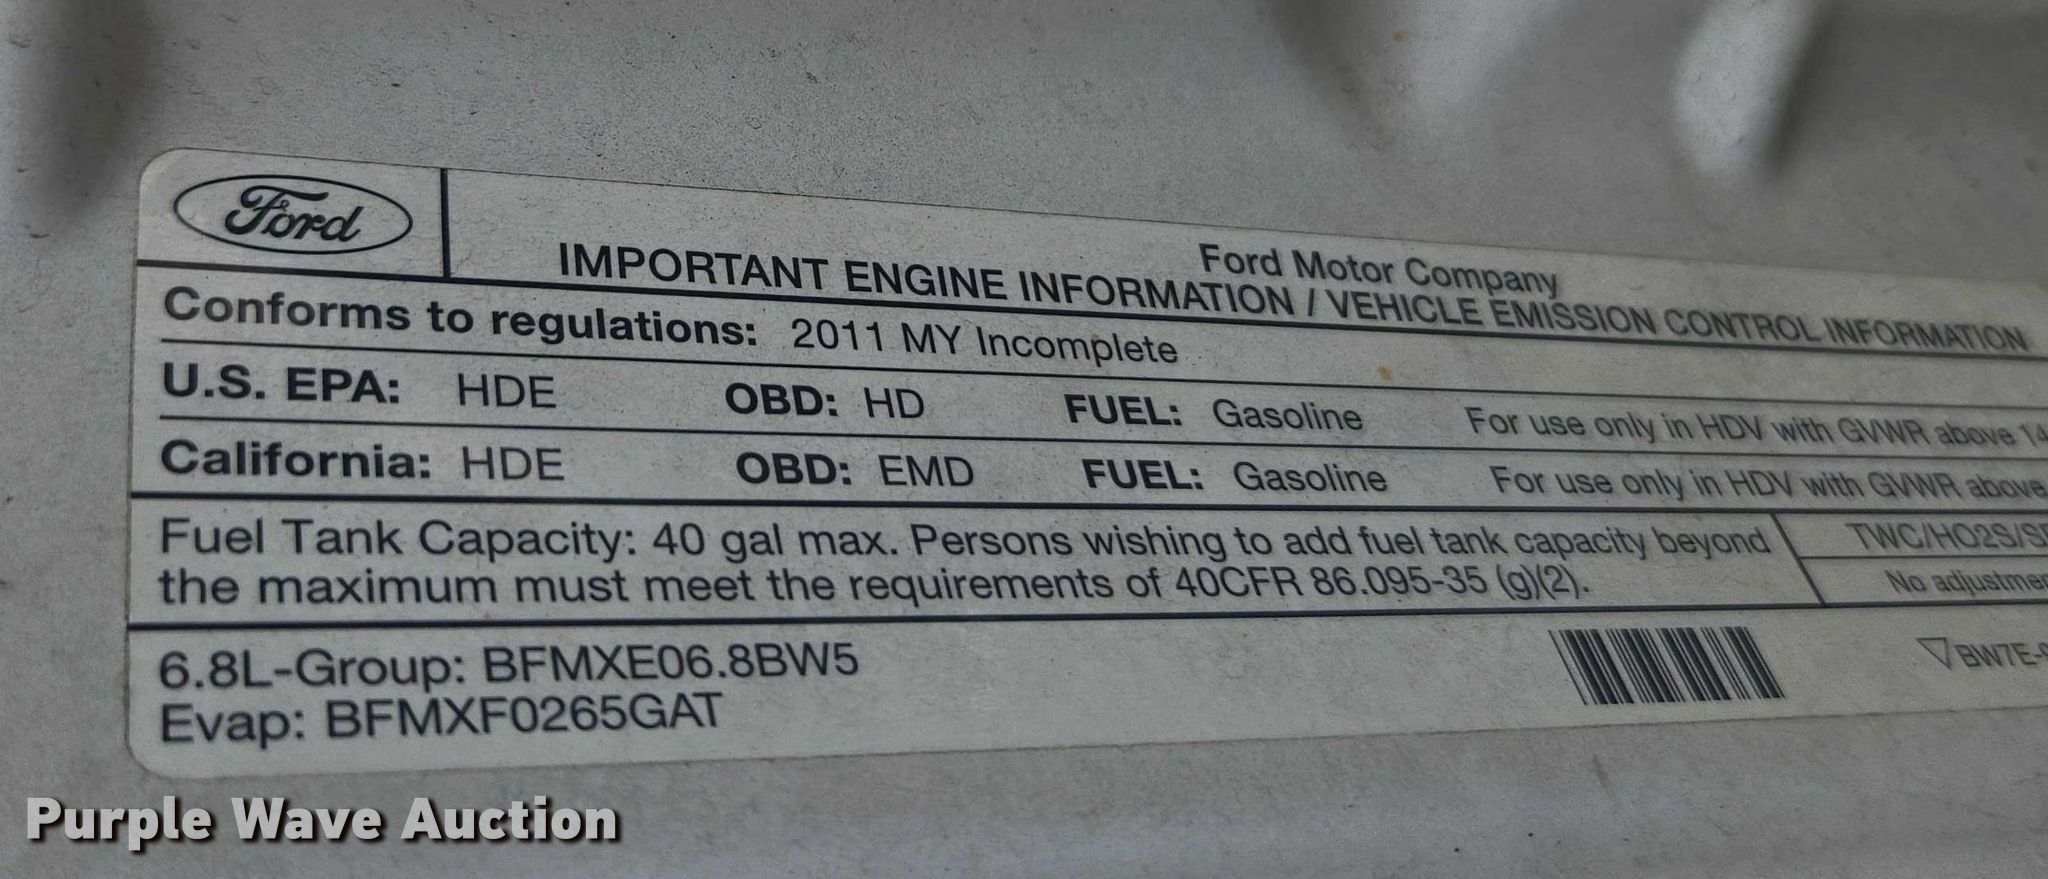 Ford
Ford Motor Company
IMPORTANT ENGINE INFORMATION / VEHICLE EMISSION CONTROL INFORMATION
Conforms to regulations: 2011 MY Incomplete
U.S. EPA: HDE OBD: HD FUEL: Gasoline For use only in HDV with GVWR above 14
California: HDE OBD: EMD FUEL: Gasoline For use only in HDV with GVWR above
Fuel Tank Capacity: 40 gal max. Persons wishing to add fuel tank capacity beyond
the maximum must meet the requirements of 40CFR 86.095-35 (g)(2).
TWC/HO2S/
No
6.8L-Group: BFMXE06.8BW5
Evap: BFMXF0265GAT
BW7E-
Purple Wave Auction